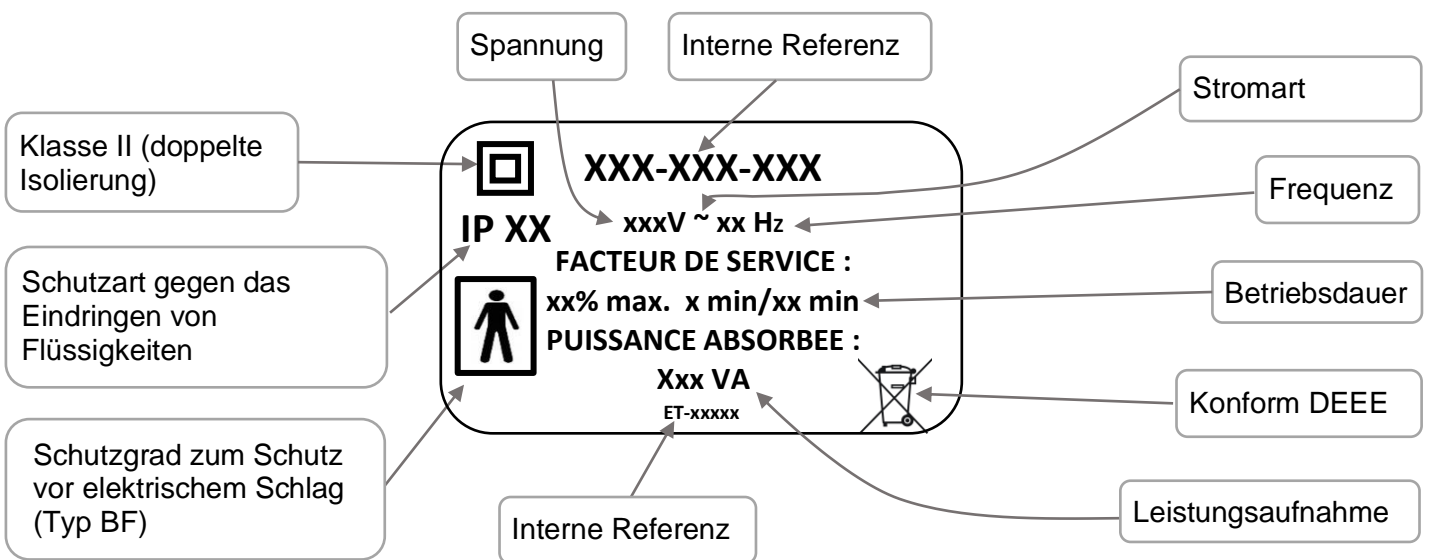 Spannung
Interne Referenz
Stromart
Klasse II (doppelte
Isolierung)
XXX-XXX-XXX
Frequenz
IP XX
xxxV ~ xx Hz
FACTEUR DE SERVICE :
Schutzart gegen das
Eindringen von
Flüssigkeiten
xx% max. x min/xx min
Betriebsdauer
PUISSANCE ABSORBEE :
Xxx VA
Konform DEEE
ET-xxxxx
Schutzgrad zum Schutz
vor elektrischem Schlag
(Typ BF)
Interne Referenz
Leistungsaufnahme